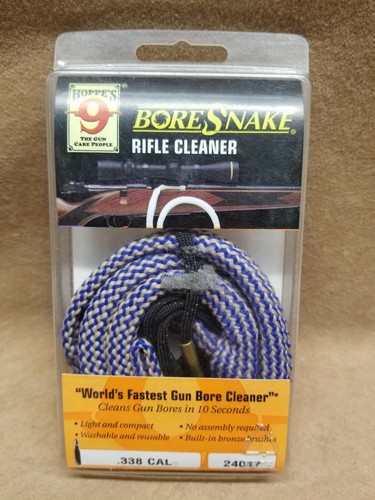 HOPPE'S
9
THE GUN
CARE PEOPLE
BORESNAKE®
RIFLE CLEANER
"World's Fastest Gun Bore Cleaner"®
Cleans Gun Bores in 10 Seconds
• Light and compact
• No assembly required
• Washable and reusable
• Built-in bronze brushes
.338 CAL
24017